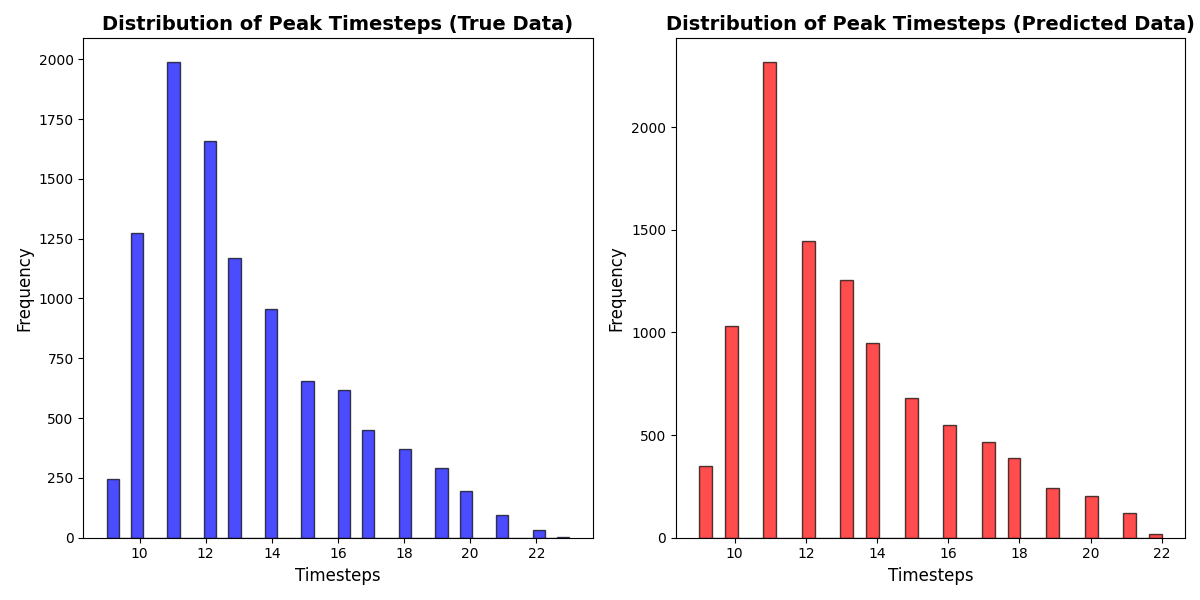 Distribution of Peak Timesteps (True Data)
Frequency
2000
1750
1500
1250
1000
750
500
250
0
10 12 14 16 18 20 22
Timesteps
Distribution of Peak Timesteps (Predicted Data)
Frequency
2000
1500
1000
500
0
10 12 14 16 18 20 22
Timesteps